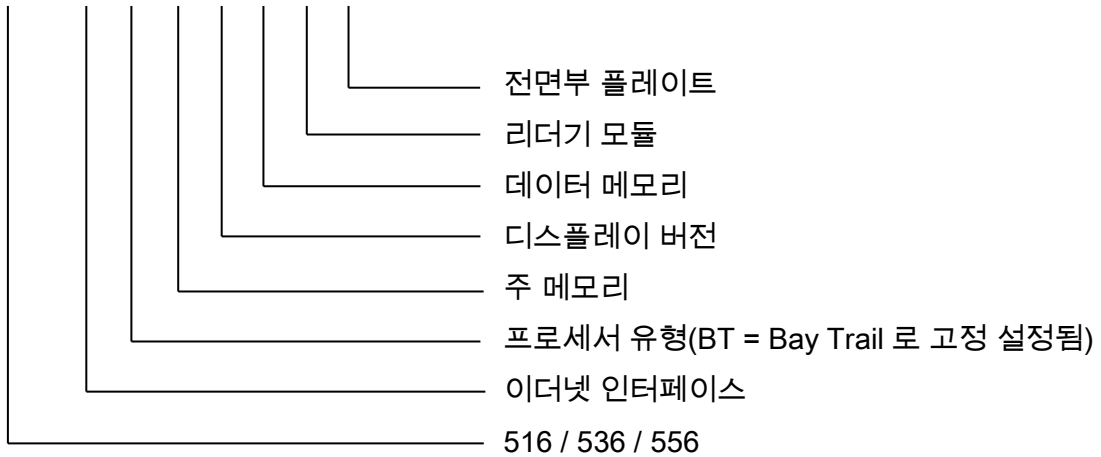 전면부 플레이트
리더기 모듈
데이터 메모리
디스플레이 버전
주 메모리
프로세서 유형(BT = Bay Trail 로 고정 설정됨)
이더넷 인터페이스
516 / 536 / 556